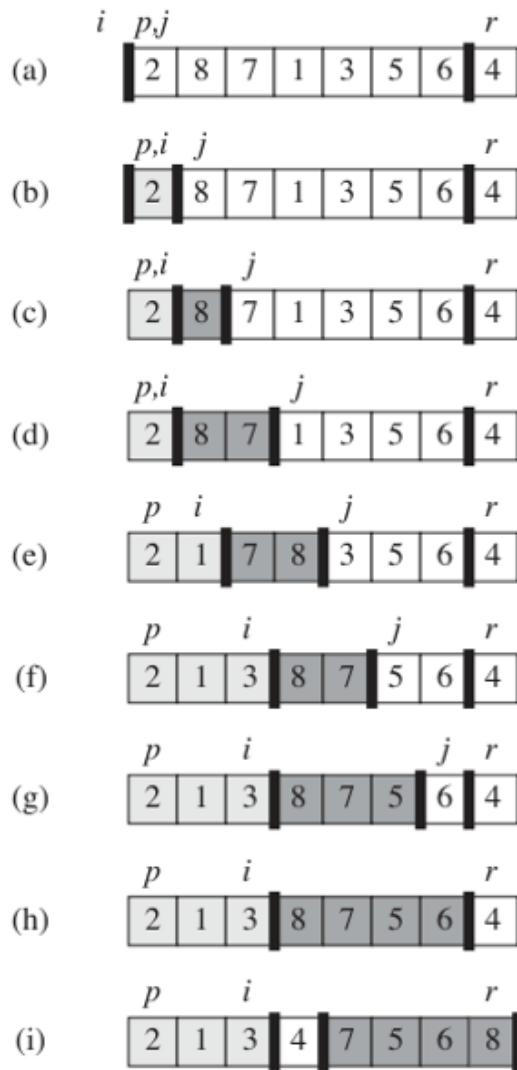 i p,j r
(a) 2 8 7 1 3 5 6 4
p,i j r
(b) 2 8 7 1 3 5 6 4
p,i j r
(c) 2 8 7 1 3 5 6 4
p,i j r
(d) 2 8 7 1 3 5 6 4
p i j r
(e) 2 1 7 8 3 5 6 4
p i j r
(f) 2 1 3 8 7 5 6 4
p i j r
(g) 2 1 3 8 7 5 6 4
p i r
(h) 2 1 3 8 7 5 6 4
p i r
(i) 2 1 3 4 7 5 6 8